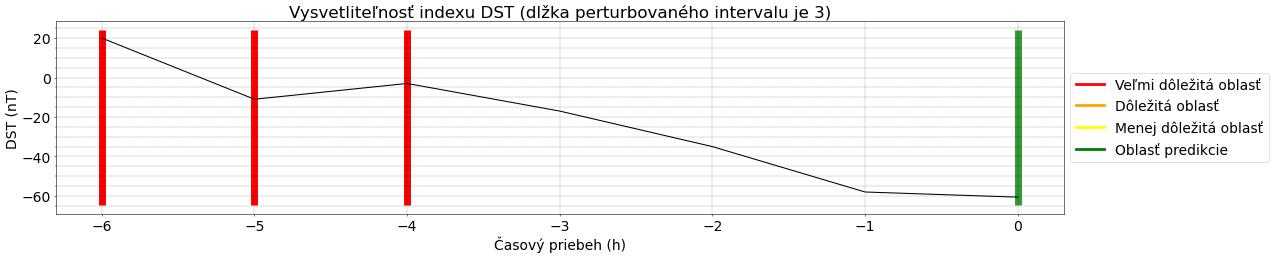 Vysvetliteľnosť indexu DST (dĺžka perturbovaného intervalu je 3)
DST (nT)
20
0
−20
−40
−60
−6
−5
−4
−3
−2
−1
0
Časový priebeh (h)
Veľmi dôležitá oblasť
Dôležitá oblasť
Menej dôležitá oblasť
Oblasť predikcie